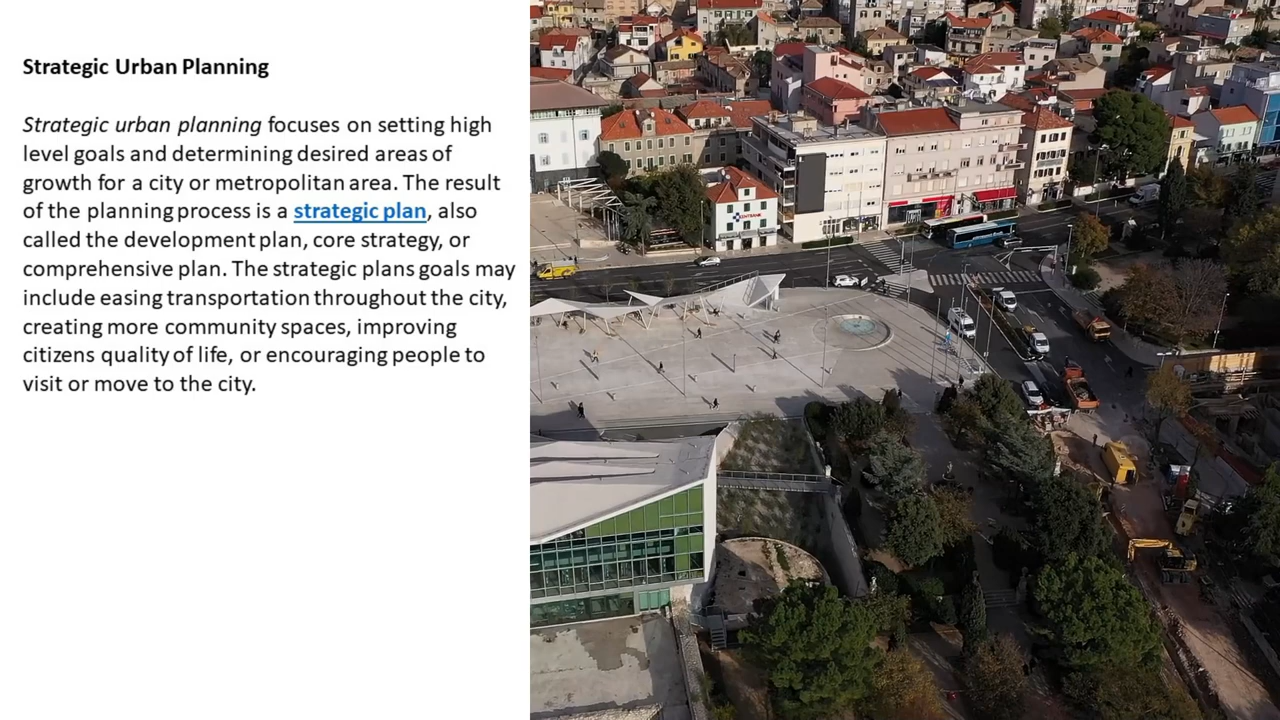 Strategic Urban Planning
Strategic urban planning focuses on setting high
level goals and determining desired areas of
growth for a city or metropolitan area. The result
of the planning process is a strategic plan, also
called the development plan, core strategy, or
comprehensive plan. The strategic plans goals may
include easing transportation throughout the city,
creating more community spaces, improving
citizens quality of life, or encouraging people to
visit or move to the city.